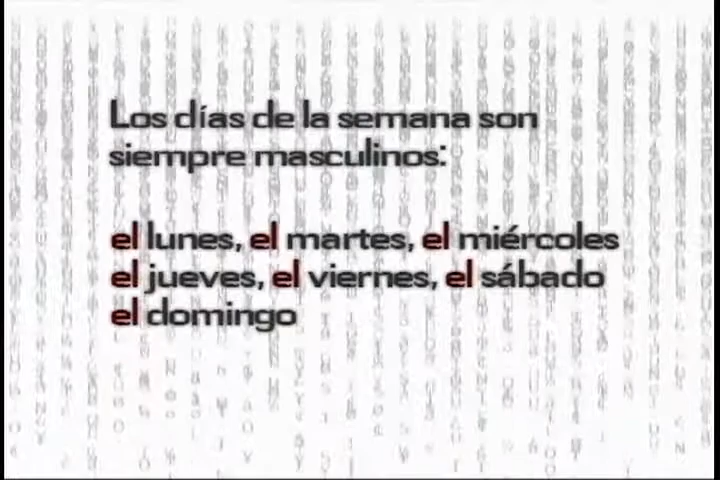 Los días de la semana son
siempre masculinos:
el lunes, el martes, el miércoles
el jueves, el viernes, el sábado
el domingo